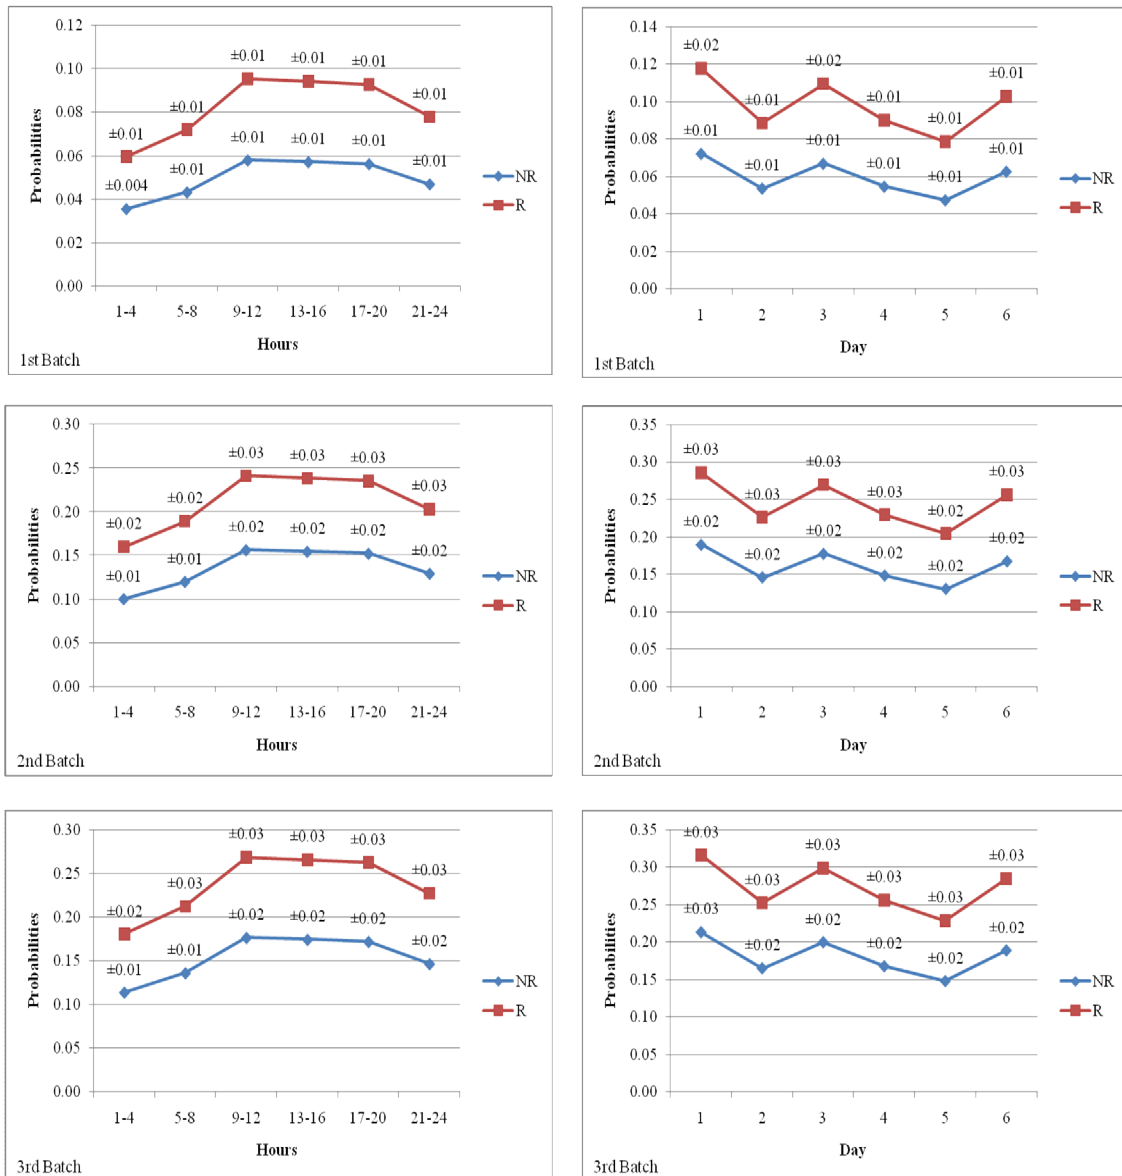 0.12
0.10
0.08
0.06
0.04
0.02
0.00
Probabilities
±0.01 ±0.01 ±0.01 ±0.01 ±0.01 ±0.01
±0.004 ±0.01 ±0.01 ±0.01 ±0.01 ±0.01
NR
R
1-4 5-8 9-12 13-16 17-20 21-24
Hours
1st Batch
0.14
0.12
0.10
0.08
0.06
0.04
0.02
0.00
Probabilities
±0.02 ±0.01 ±0.02 ±0.01 ±0.01 ±0.01
±0.01 ±0.01 ±0.01 ±0.01 ±0.01 ±0.01
NR
R
1 2 3 4 5 6
Day
1st Batch
0.30
0.25
0.20
0.15
0.10
0.05
0.00
Probabilities
±0.02 ±0.02 ±0.03 ±0.03 ±0.03 ±0.03
±0.01 ±0.01 ±0.02 ±0.02 ±0.02 ±0.02
NR
R
1-4 5-8 9-12 13-16 17-20 21-24
Hours
2nd Batch
0.35
0.30
0.25
0.20
0.15
0.10
0.05
0.00
Probabilities
±0.03 ±0.03 ±0.03 ±0.03 ±0.02 ±0.03
±0.02 ±0.02 ±0.02 ±0.02 ±0.02 ±0.02
NR
R
1 2 3 4 5 6
Day
2nd Batch
0.30
0.25
0.20
0.15
0.10
0.05
0.00
Probabilities
±0.02 ±0.03 ±0.03 ±0.03 ±0.03 ±0.03
±0.01 ±0.01 ±0.02 ±0.02 ±0.02 ±0.02
NR
R
1-4 5-8 9-12 13-16 17-20 21-24
Hours
3rd Batch
0.35
0.30
0.25
0.20
0.15
0.10
0.05
0.00
Probabilities
±0.03 ±0.03 ±0.03 ±0.03 ±0.03 ±0.03
±0.03 ±0.02 ±0.02 ±0.02 ±0.02 ±0.02
NR
R
1 2 3 4 5 6
Day
3rd Batch